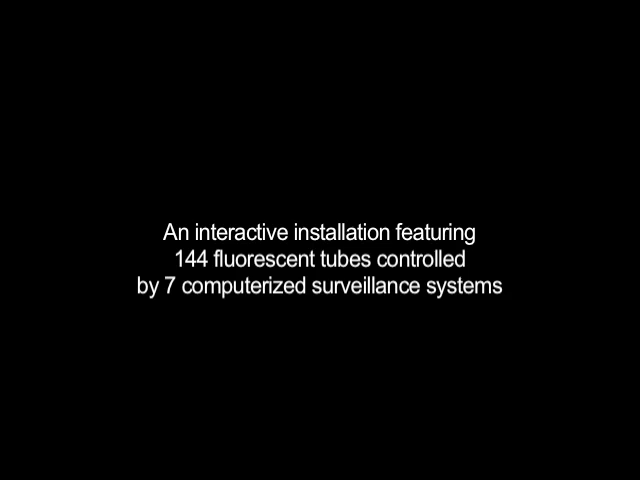 An interactive installation featuring
144 fluorescent tubes controlled
by 7 computerized surveillance systems